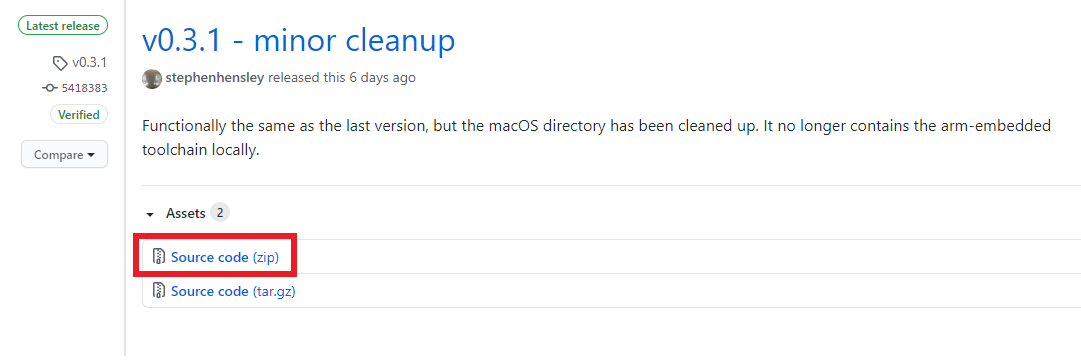 Latest release
v0.3.1
5418383
Verified
Compare
v0.3.1 - minor cleanup
stephenhensley released this 6 days ago
Functionally the same as the last version, but the macOS directory has been cleaned up. It no longer contains the arm-embedded
toolchain locally.
Assets 2
Source code (zip)
Source code (tar.gz)